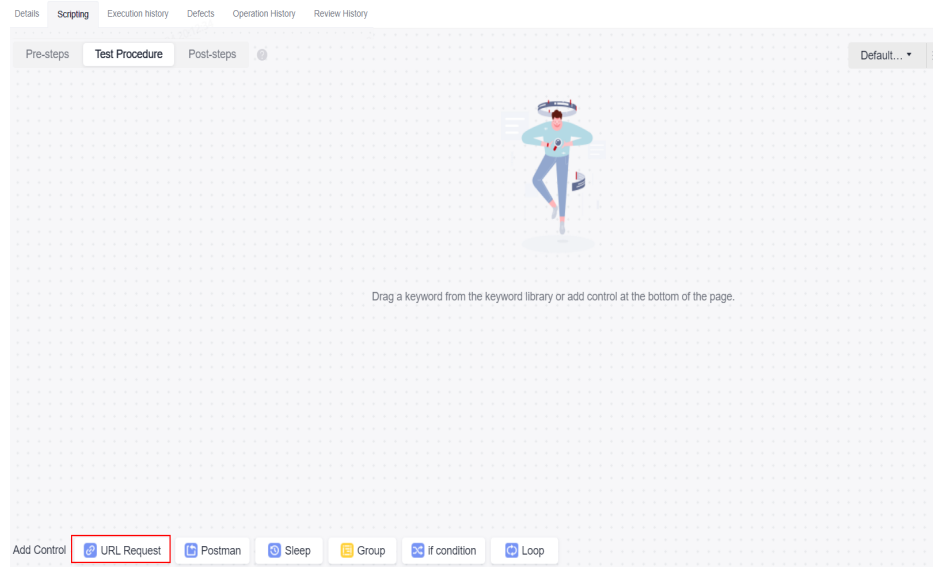 Details Scripting Execution history Defects Operation History Review History
Pre-steps Test Procedure Post-steps ?
Default...
Drag a keyword from the keyword library or add control at the bottom of the page.
Add Control URL Request Postman Sleep Group if condition Loop